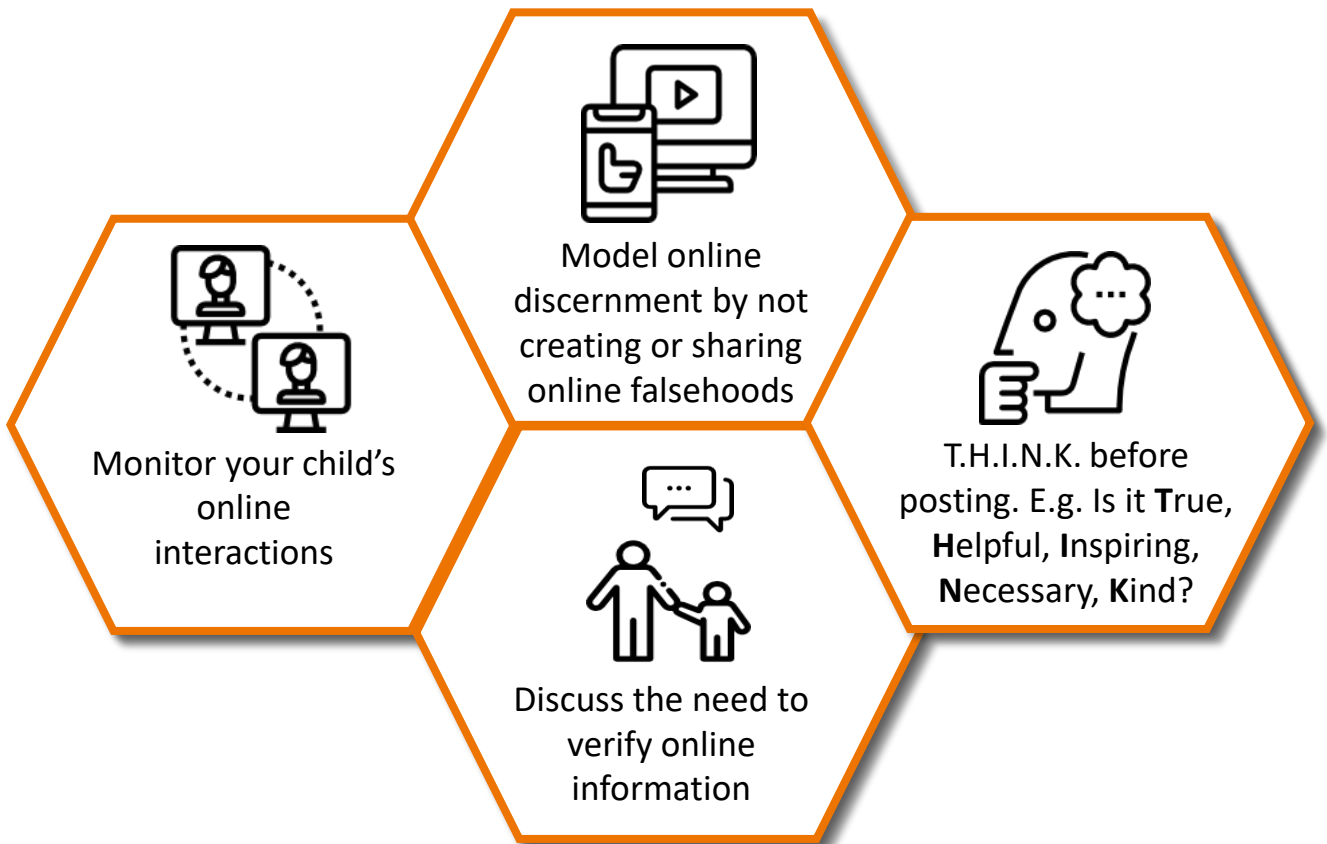 Model online
discernment by not
creating or sharing
online falsehoods
Monitor your child’s
online
interactions
T.H.I.N.K. before
posting. E.g. Is it True,
Helpful, Inspiring,
Necessary, Kind?
Discuss the need to
verify online
information